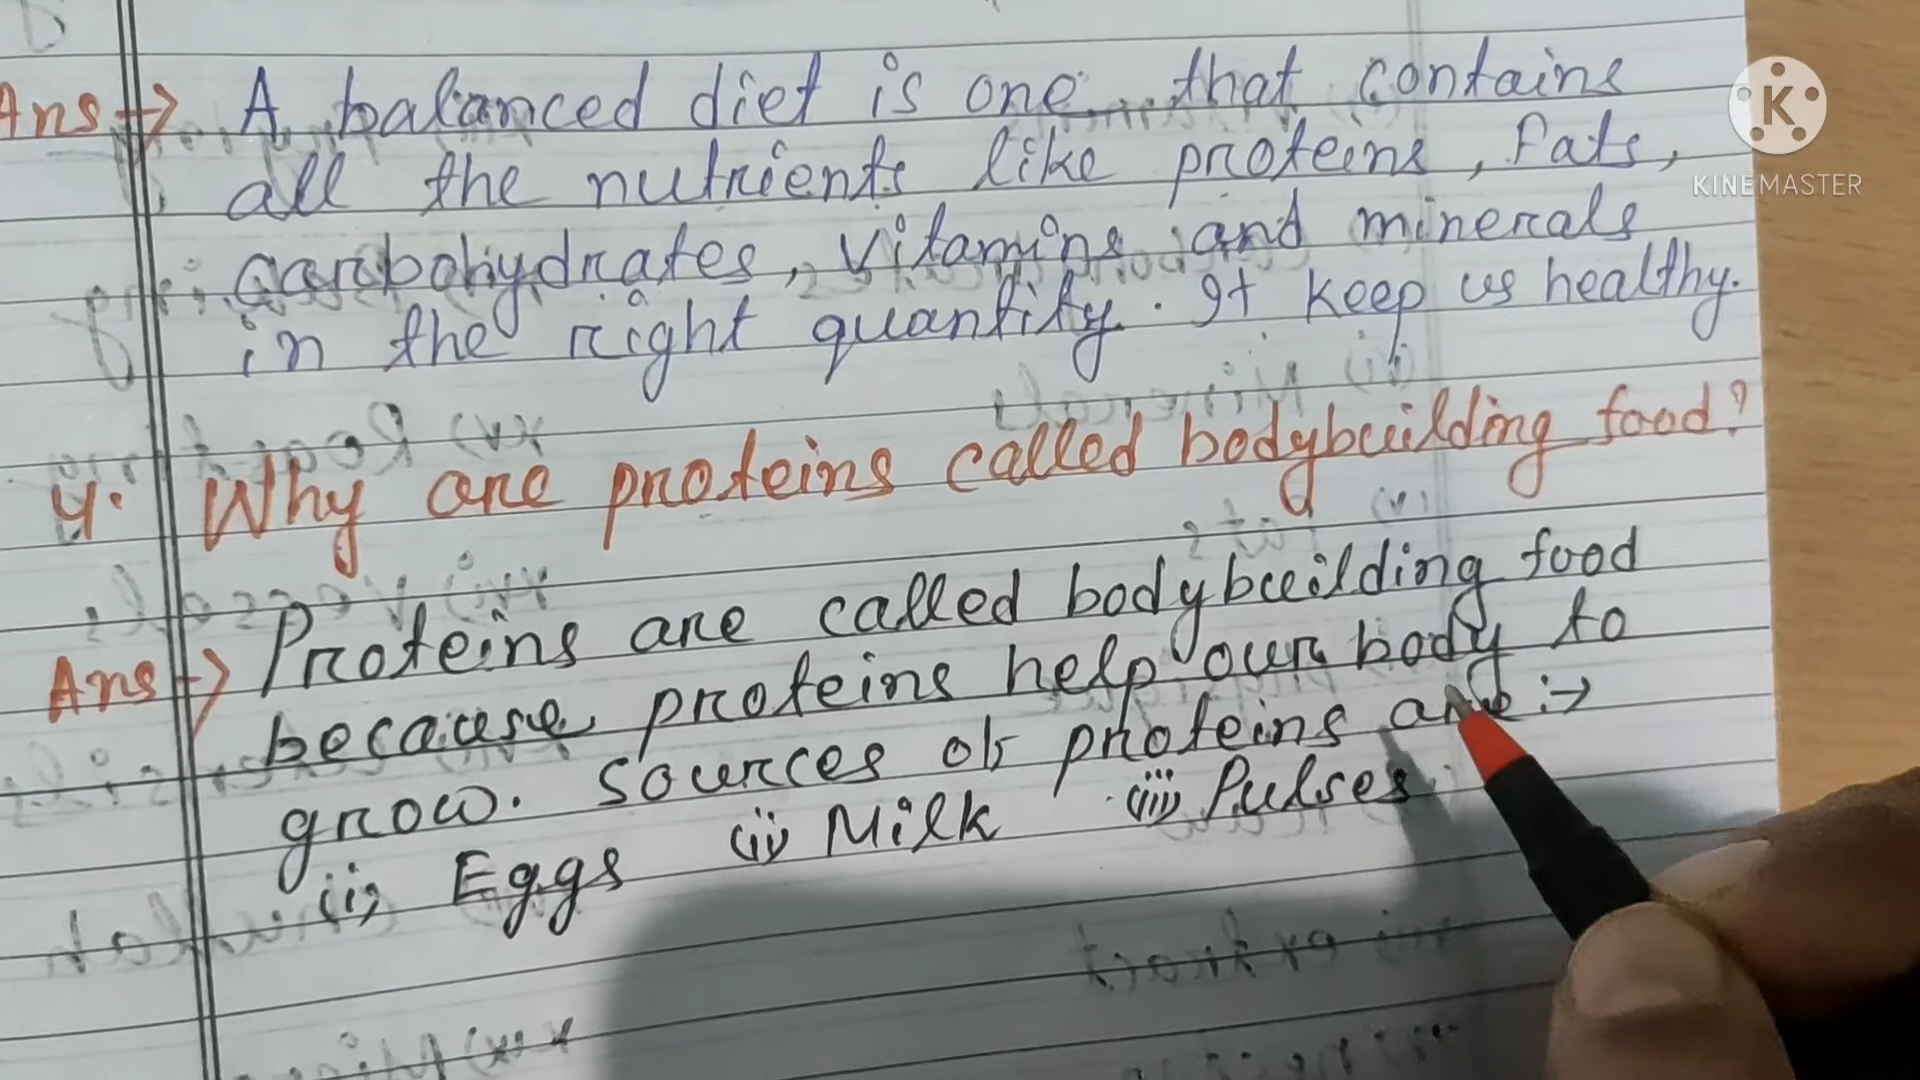 Ans → A balanced diet is one that contains
all the nutrients like proteins, Fats,
carbohydrates, vitamins and minerals
in the right quantity. It keep us healthy.
4. Why are proteins called bodybuilding food?
Ans → Proteins are called bodybuilding food
because proteins help our body to
grow. Sources of proteins are :→
(i) Eggs (ii) Milk (iii) Pulses
KINEMASTER